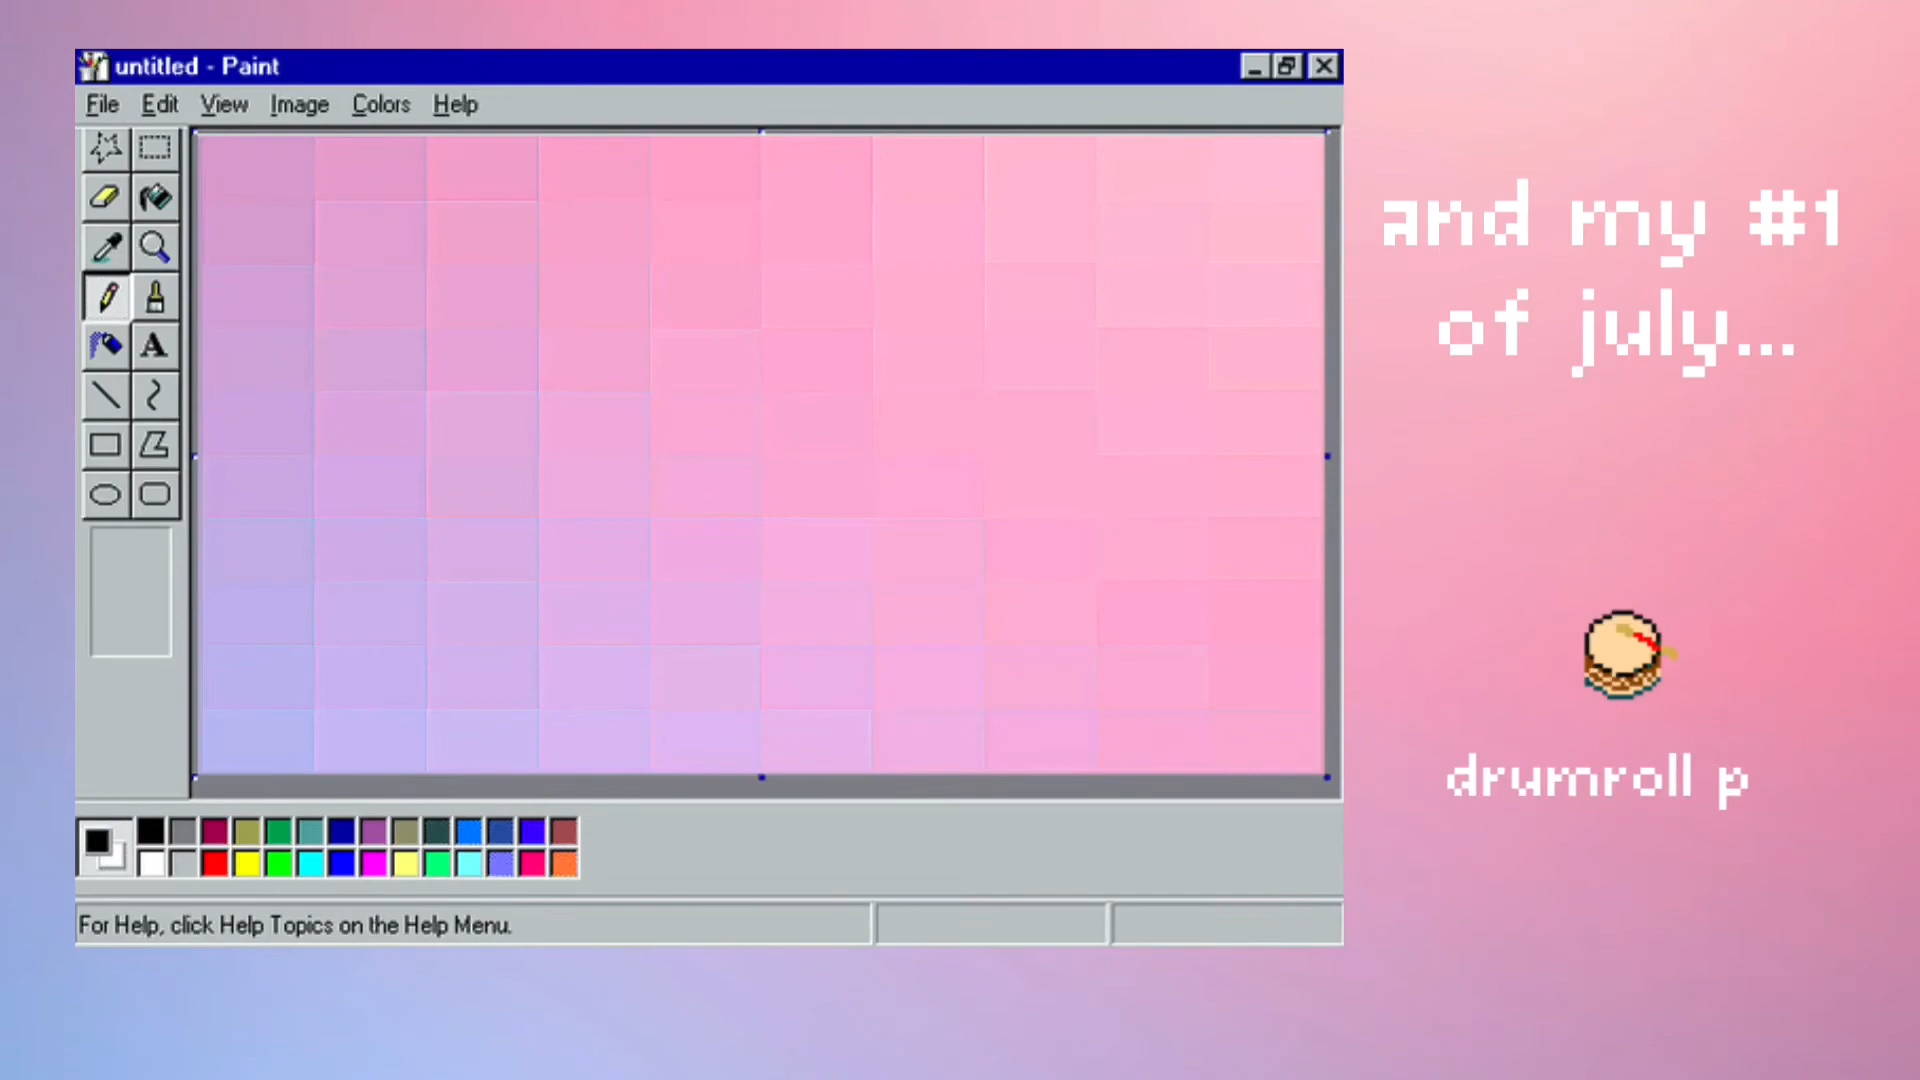 untitled - Paint
File Edit View Image Colors Help
A
For Help, click Help Topics on the Help Menu.
and my #1
of july...
drumroll p